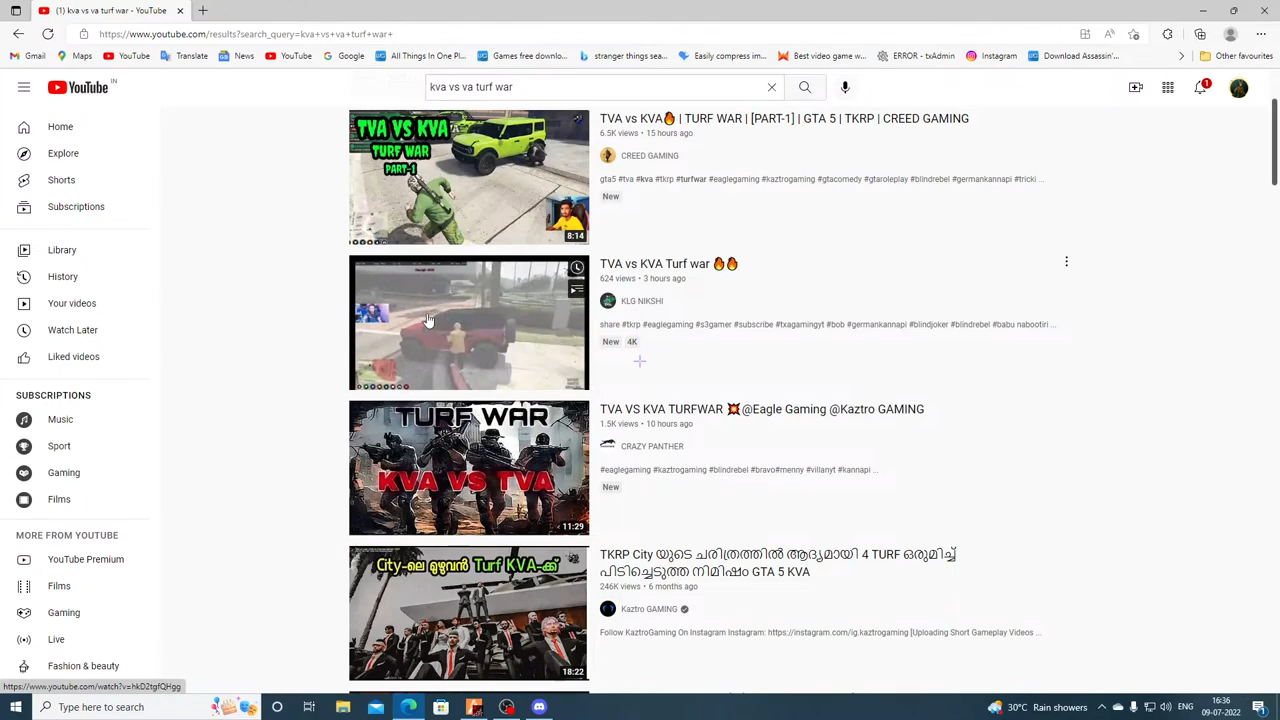 (1) kva vs va turf war - YouTube
https://www.youtube.com/results?search_query=kva+vs+va+turf+war+
Gmail
Maps
YouTube
Translate
News
Untitled
All Things In One Pl...
Games free downlo...
stranger things sea...
Easily compress im...
Best video game w...
ERROR - txAdmin
Instagram
Download Assassin'...
Other favourites
YouTube IN
kva vs va turf war
1
Home
Explore
Shorts
Subscriptions
Library
History
Your videos
Watch Later
Liked videos
SUBSCRIPTIONS
Music
Sport
Gaming
Films
MORE FROM YOUTUBE
YouTube Premium
Films
Gaming
Live
Fashion & beauty
https://www.youtube.com/watch?v=hkD2tgfQHgg
TVA VS KVA
TURF WAR
PART-1
8:14
TVA vs KVA🔥 | TURF WAR | [PART-1] | GTA 5 | TKRP | CREED GAMING
6.5K views • 15 hours ago
CREED GAMING
gta5 #tva #kva #tkrp #turfwar #eaglegaming #kaztrogaming #gtacomedy #gtaroleplay #blindrebel #germankannapi #tricki ...
New
TVA vs KVA Turf war 🔥🔥
624 views • 3 hours ago
KLG NIKSHI
share #tkrp #eaglegaming #s3gamer #subscribe #txagamingyt #bob #germankannapi #blindjoker #blindrebel #babu nabootiri ...
New 4K
TURF WAR
KVA VS TVA
11:29
TVA VS KVA TURFWAR 💥@Eagle Gaming @Kaztro GAMING
1.5K views • 10 hours ago
CRAZY PANTHER
#eaglegaming #kaztrogaming #blindrebel #bravo#menny #villanyt #kannapi ...
New
City-ലെ മുഴുവൻ Turf KVA-ക്ക്
18:22
TKRP City യുടെ ചരിത്രത്തിൽ ആദ്യമായി 4 TURF ഒരുമിച്ച്
പിടിച്ചെടുത്ത നിമിഷം GTA 5 KVA
246K views • 6 months ago
Kaztro GAMING
Follow KaztroGaming On Instagram Instagram: https://instagram.com/ig.kaztrogaming [Uploading Short Gameplay Videos ...
Type here to search
30°C Rain showers
ENG
16:36
09-07-2022
1